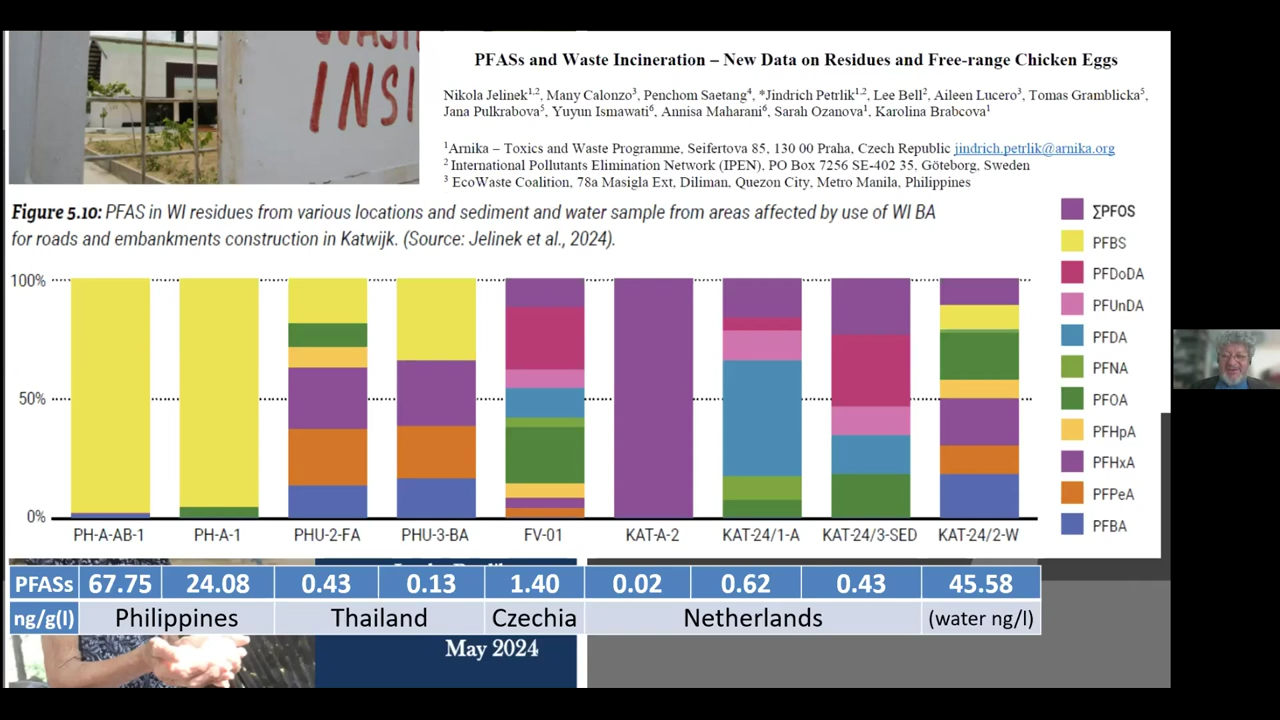 INSI
PFASs and Waste Incineration – New Data on Residues and Free-range Chicken Eggs
Nikola Jelinek1,2, Many Calonzo3, Penchom Saetang4, *Jindrich Petrlik1,2, Lee Bell2, Aileen Lucero3, Tomas Gramblicka5,
Jana Pulkrabova5, Yuyun Ismawati6, Annisa Maharani6, Sarah Ozanova1, Karolina Brabcova1
1Arnika – Toxics and Waste Programme, Seifertova 85, 130 00 Praha, Czech Republic jindrich.petrlik@arnika.org
2 International Pollutants Elimination Network (IPEN), PO Box 7256 SE-402 35, Göteborg, Sweden
3 EcoWaste Coalition, 78a Masigla Ext, Diliman, Quezon City, Metro Manila, Philippines
Figure 5.10: PFAS in WI residues from various locations and sediment and water sample from areas affected by use of WI BA
for roads and embankments construction in Katwijk. (Source: Jelinek et al., 2024).
∑PFOS
PFBS
PFDoDA
PFUnDA
PFDA
PFNA
PFOA
PFHpA
PFHxA
PFPeA
PFBA
100%
50%
0%
PH-A-AB-1 PH-A-1 PHU-2-FA PHU-3-BA FV-01 KAT-A-2 KAT-24/1-A KAT-24/3-SED KAT-24/2-W
PFASs 67.75 24.08 0.43 0.13 1.40 0.02 0.62 0.43 45.58
ng/g(l) Philippines Thailand Czechia Netherlands (water ng/l)
May 2024